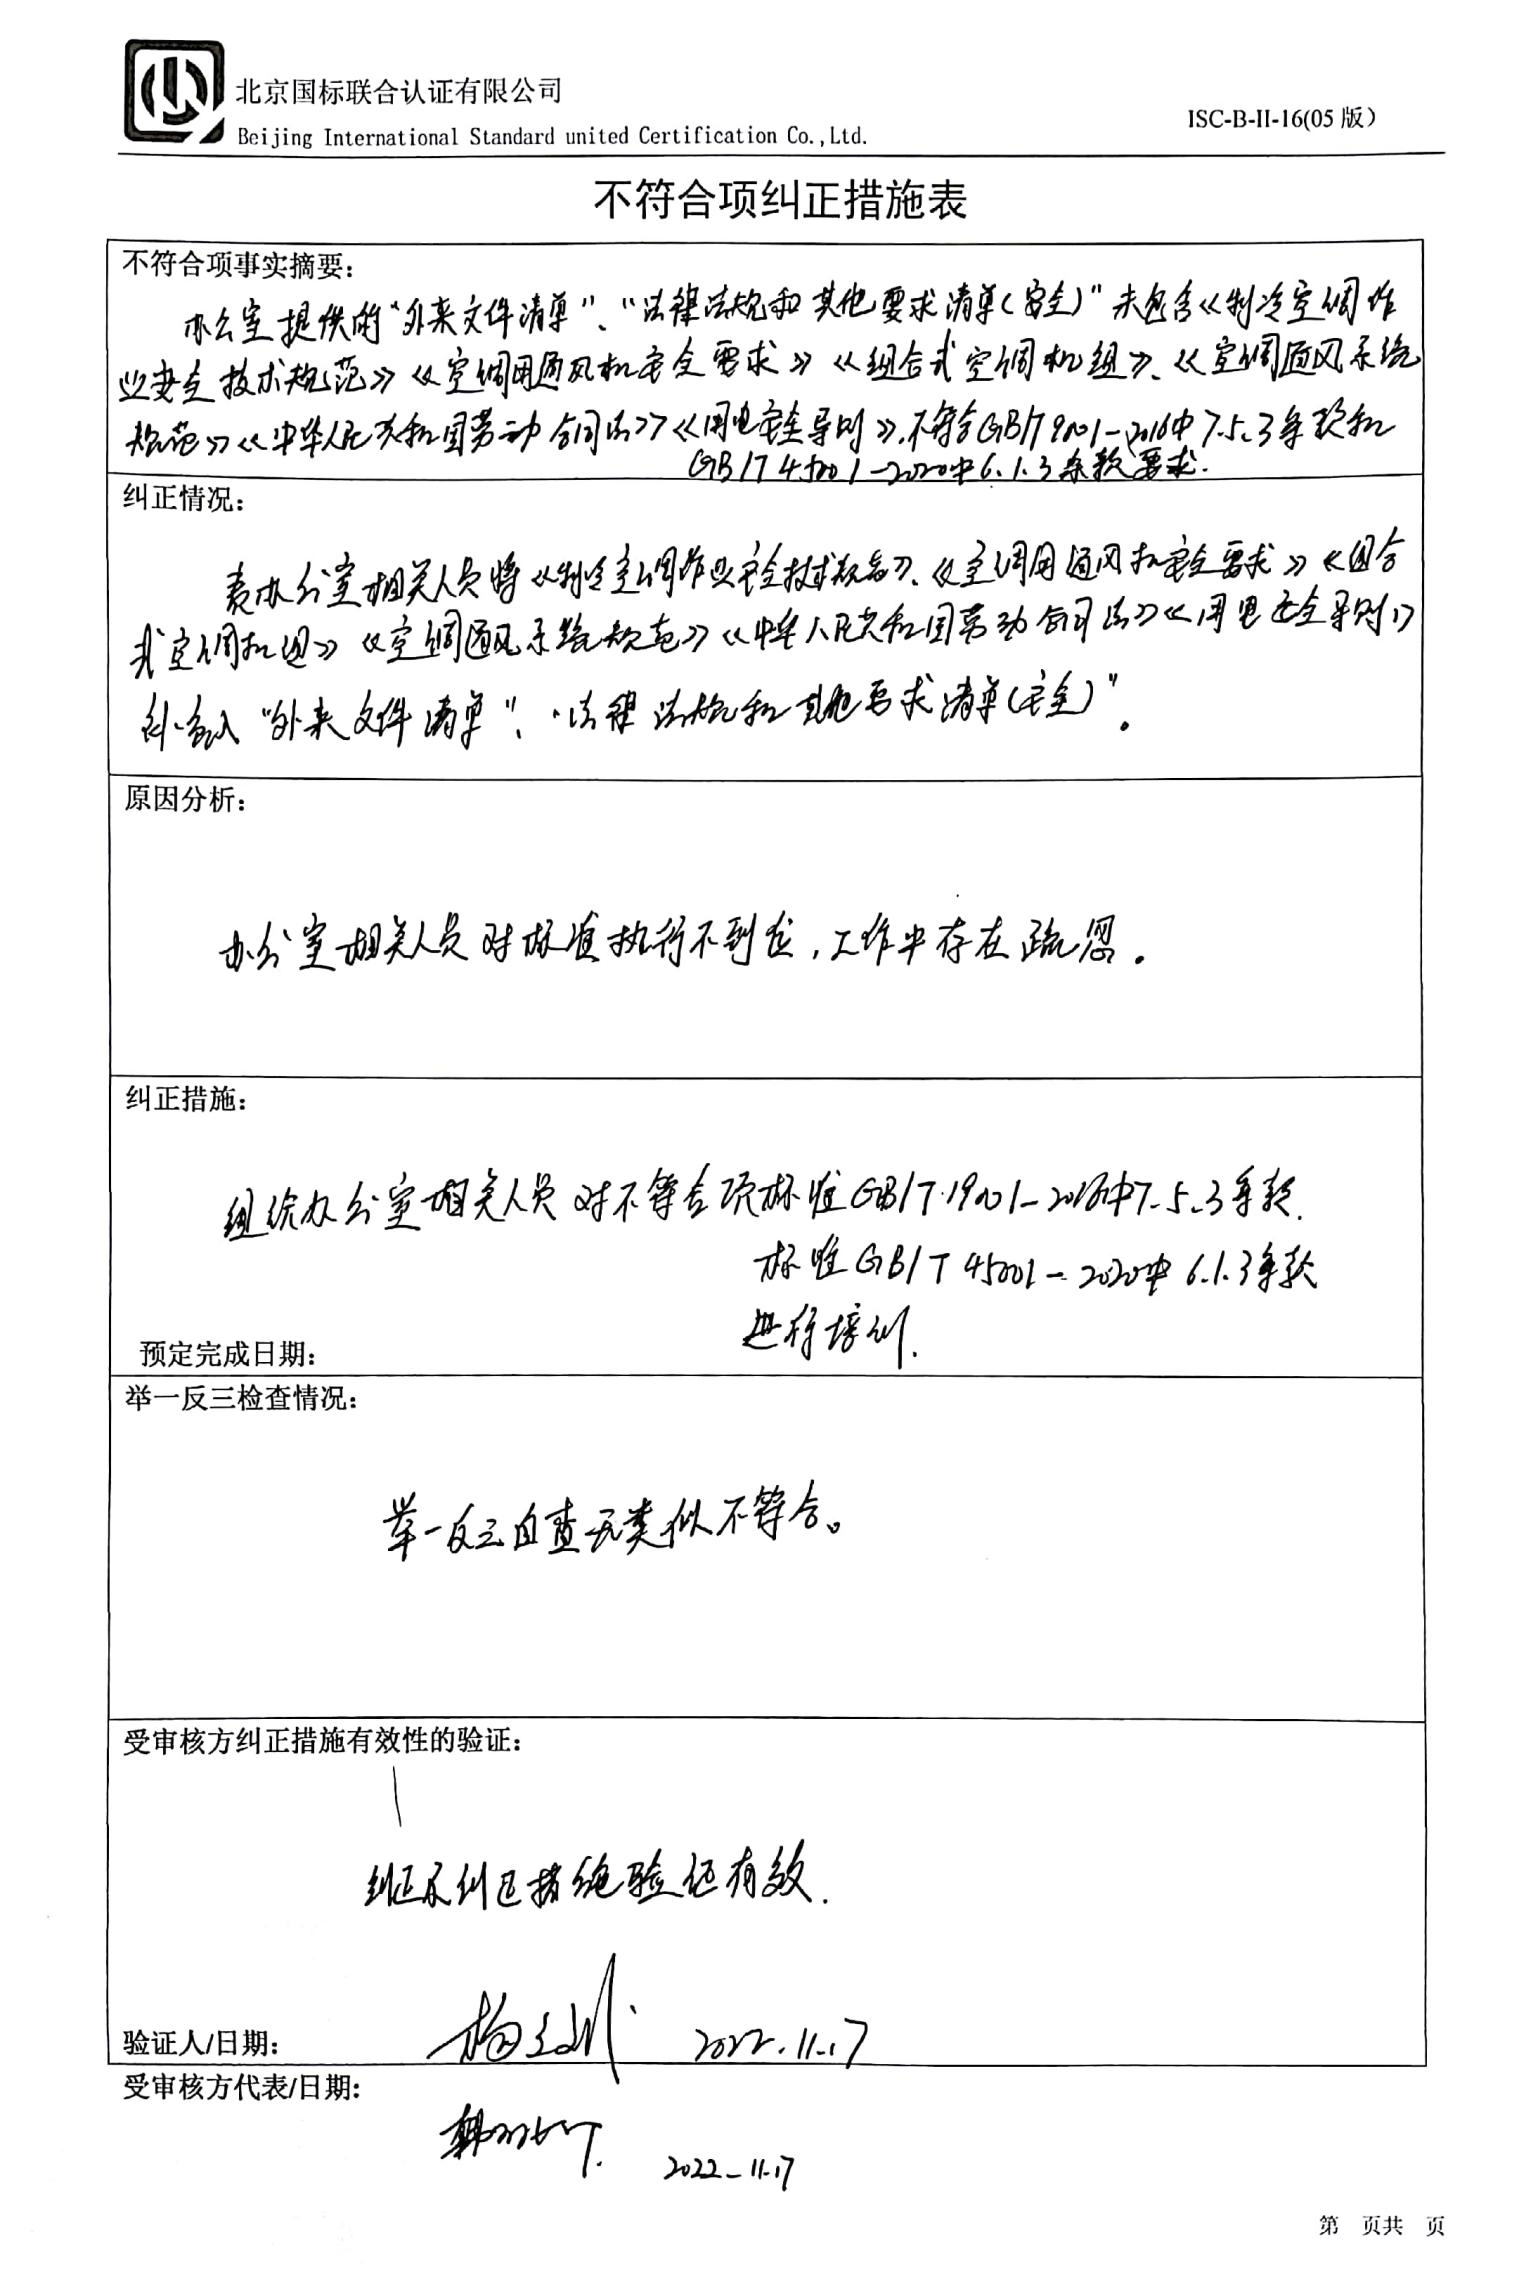 北京国标联合认证有限公司
Beijing International Standard united Certification Co.,Ltd.
ISC-B-II-16(05 版)
不符合项纠正措施表
不符合项事实摘要:
办公室提供的“外来文件清单”、“法律法规和其他要求清单(安全)”未包含《制冷空调作
业安全技术规范》《空调用通风机安全要求》《组合式空调机组》、《空调通风系统
规范》《中华人民共和国劳动合同法》《用电安全导则》,不符合GB/T 19001-2016中7.5.3条款和
GB/T 45001-2020中6.1.3条款要求.
纠正情况:
责办公室相关人员将《制冷空调作业安全技术规范》、《空调用通风机安全要求》《组合
式空调机组》《空调通风系统规范》《中华人民共和国劳动合同法》《用电安全导则》
补充入“外来文件清单”、“法律法规和其他要求清单(安全)”。
原因分析:
办公室相关人员对标准执行不到位,工作中存在疏忽。
纠正措施:
组织办公室相关人员对不符合项标准GB/T 19001-2016中7.5.3条款.
标准GB/T 45001-2020中6.1.3条款
进行培训.
预定完成日期:
举一反三检查情况:
举一反三自查无类似不符合。
受审核方纠正措施有效性的验证:
纠正及纠正措施验证有效.
验证人/日期:
2022.11.17
受审核方代表/日期:
2022-11.17
第 页共 页